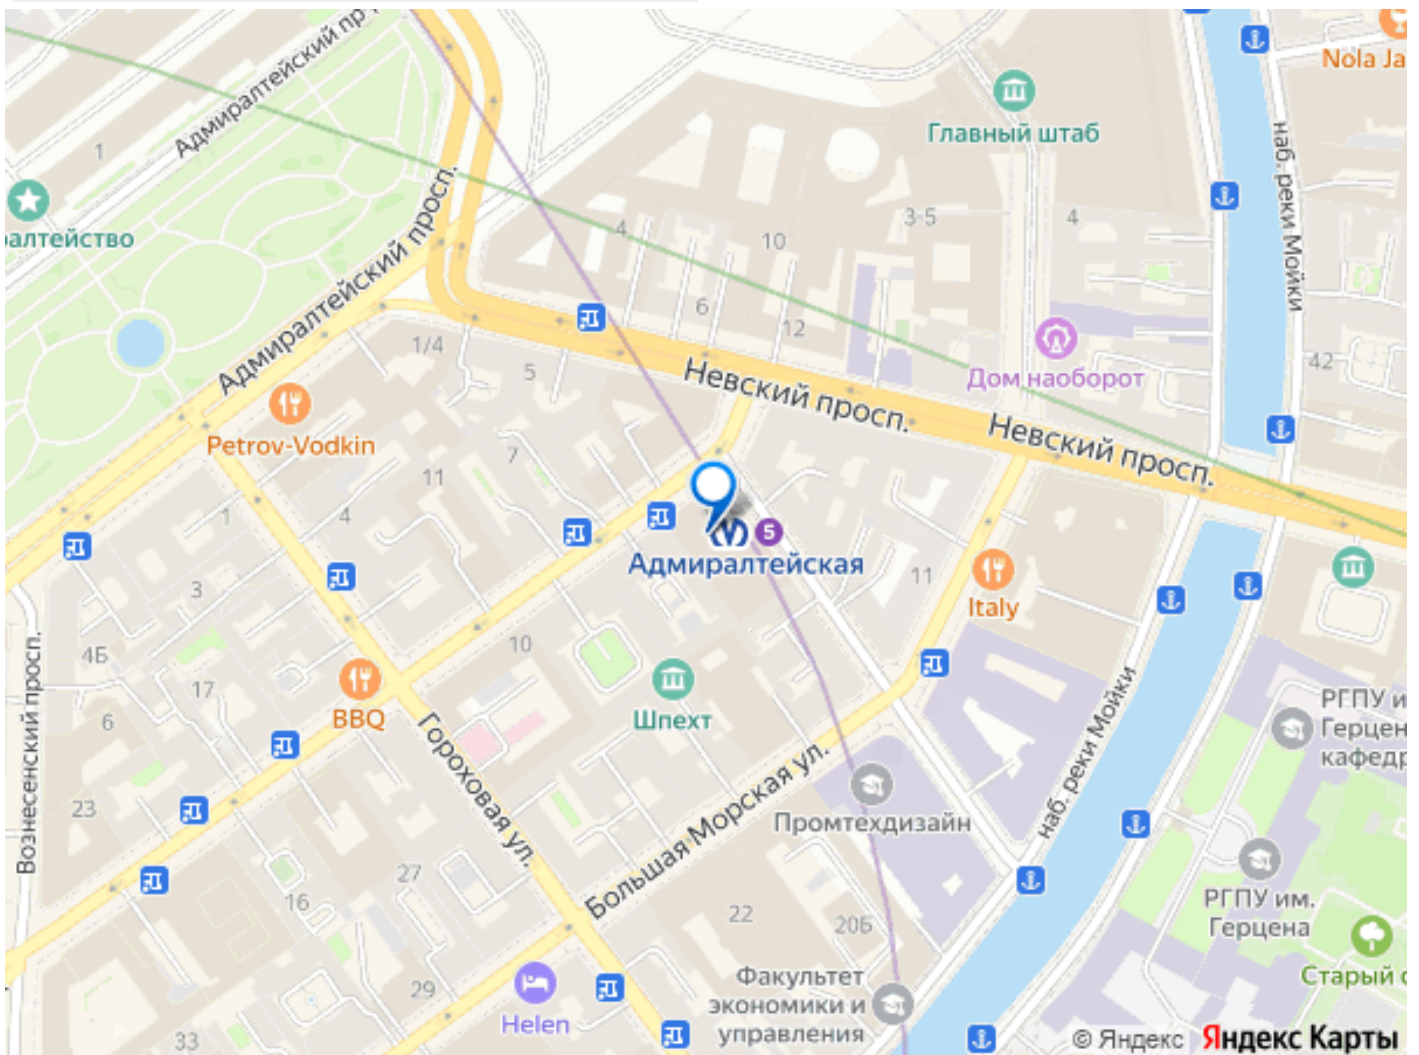 Адмиралтейский пр
Nola Ja
Главный штаб
1
наб. реки Мойки
алтейство
Адмиралтейский просп.
4
10
3-5
4
6
12
1/4
5
42
Дом наоборот
Невский просп.
Невский просп.
Petrov-Vodkin
7
11
1
4
5
Адмиралтейская
11
Italy
3
4Б
10
17
6
BBQ
Шпехт
РГПУ и
Герцен
кафедр
Вознесенский просп.
Гороховая ул.
Большая Морская ул.
наб. реки Мойки
23
Промтехдизайн
27
16
22
20Б
РГПУ им.
Герцена
29
Факультет
экономики и
управления
Старый с
Helen
33
© Яндекс Яндекс Карты